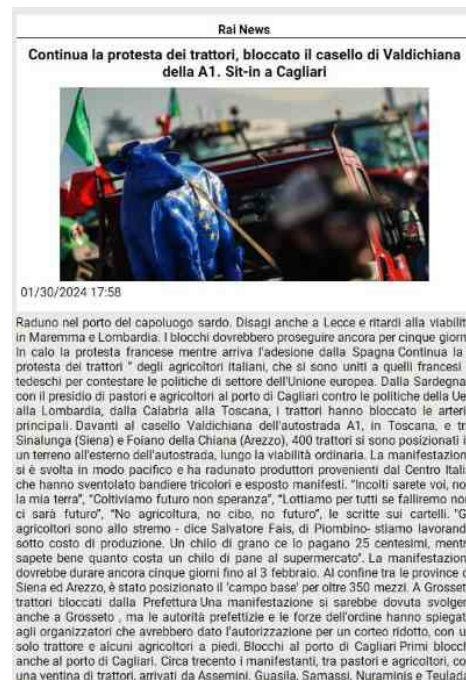 Rai News
Continua la protesta dei trattori, bloccato il casello di Valdichiana
della A1. Sit-in a Cagliari
01/30/2024 17:58
Raduno nel porto del capoluogo sardo. Disagi anche a Lecce e ritardi alla viabilit
in Maremma e Lombardia. I blocchi dovrebbero proseguire ancora per cinque giorn
In calo la protesta francese mentre arriva l'adesione dalla Spagna Continua la
protesta dei trattori " degli agricoltori italiani, che si sono uniti a quelli francesi
tedeschi per contestare le politiche di settore dell'Unione europea. Dalla Sardegna
con il presidio di pastori e agricoltori al porto di Cagliari contro le politiche della Ue
alla Lombardia, dalla Calabria alla Toscana, i trattori hanno bloccato le arteri
principali. Davanti al casello Valdichiana dell'autostrada A1, in Toscana, e tr
Sinalunga (Siena) e Foiano della Chiana (Arezzo), 400 trattori si sono posizionati i
un terreno all'esterno dell'autostrada, lungo la viabilità ordinaria. La manifestazion
si è svolta in modo pacifico e ha radunato produttori provenienti dal Centro Itali
che hanno sventolato bandiere tricolori e esposto manifesti. "Incolti sarete voi, no
la mia terra", "Coltiviamo futuro non speranza", "Lottiamo per tutti se falliremo non
ci sarà futuro", "No agricoltura, no cibo, no futuro", le scritte sui cartelli. "G
agricoltori sono allo stremo - dice Salvatore Fais, di Piombino- stiamo lavorand
sotto costo di produzione. Un chilo di grano ce lo pagano 25 centesimi, mentr
sapete bene quanto costa un chilo di pane al supermercato". La manifestazion
dovrebbe durare ancora cinque giorni fino al 3 febbraio. Al confine tra le province d
Siena ed Arezzo, è stato posizionato il 'campo base' per oltre 350 mezzi. A Grosset
trattori bloccati dalla Prefettura Una manifestazione si sarebbe dovuta svolger
anche a Grosseto , ma le autorità prefettizie e le forze dell'ordine hanno spiegat
agli organizzatori che avrebbero dato l'autorizzazione per un corteo ridotto, con u
solo trattore e alcuni agricoltori a piedi. Blocchi al porto di Cagliari Primi blocch
anche al porto di Cagliari. Circa trecento i manifestanti, tra pastori e agricoltori, co
una ventina di trattori, arrivati da Assemini, Guasila, Samassi, Nuraminis e Teulada